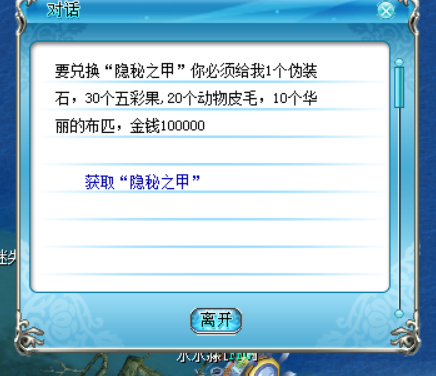 对话
要兑换“隐秘之甲”你必须给我1个伪装
石，30个五彩果,20个动物皮毛，10个华
丽的布匹，金钱100000
获取“隐秘之甲”
离开